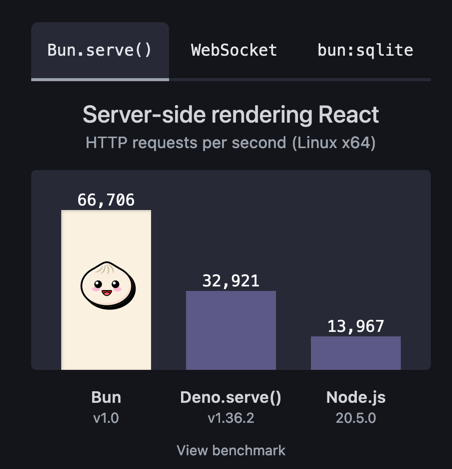 Bun.serve() WebSocket bun:sqlite
Server-side rendering React
HTTP requests per second (Linux x64)
66,706
32,921
13,967
Bun Deno.serve() Node.js
v1.0 v1.36.2 20.5.0
View benchmark